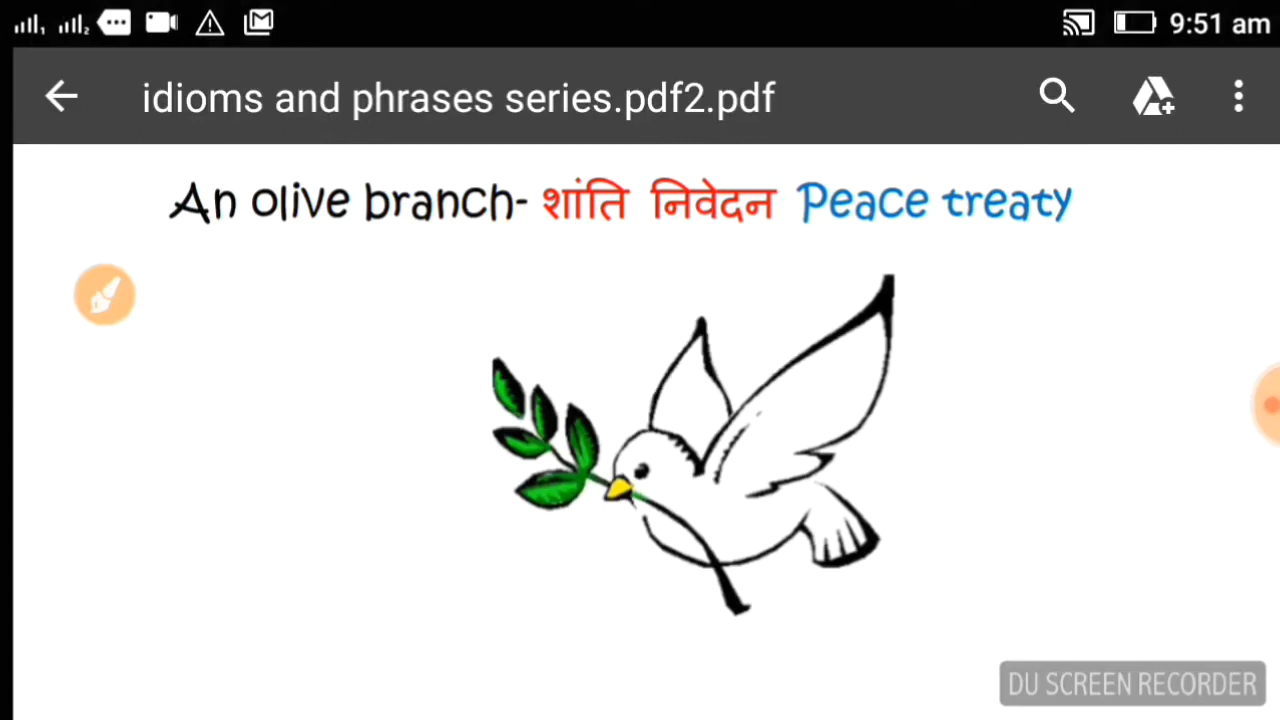 9:51 am
idioms and phrases series.pdf2.pdf
An olive branch- शांति निवेदन Peace treaty
DU SCREEN RECORDER